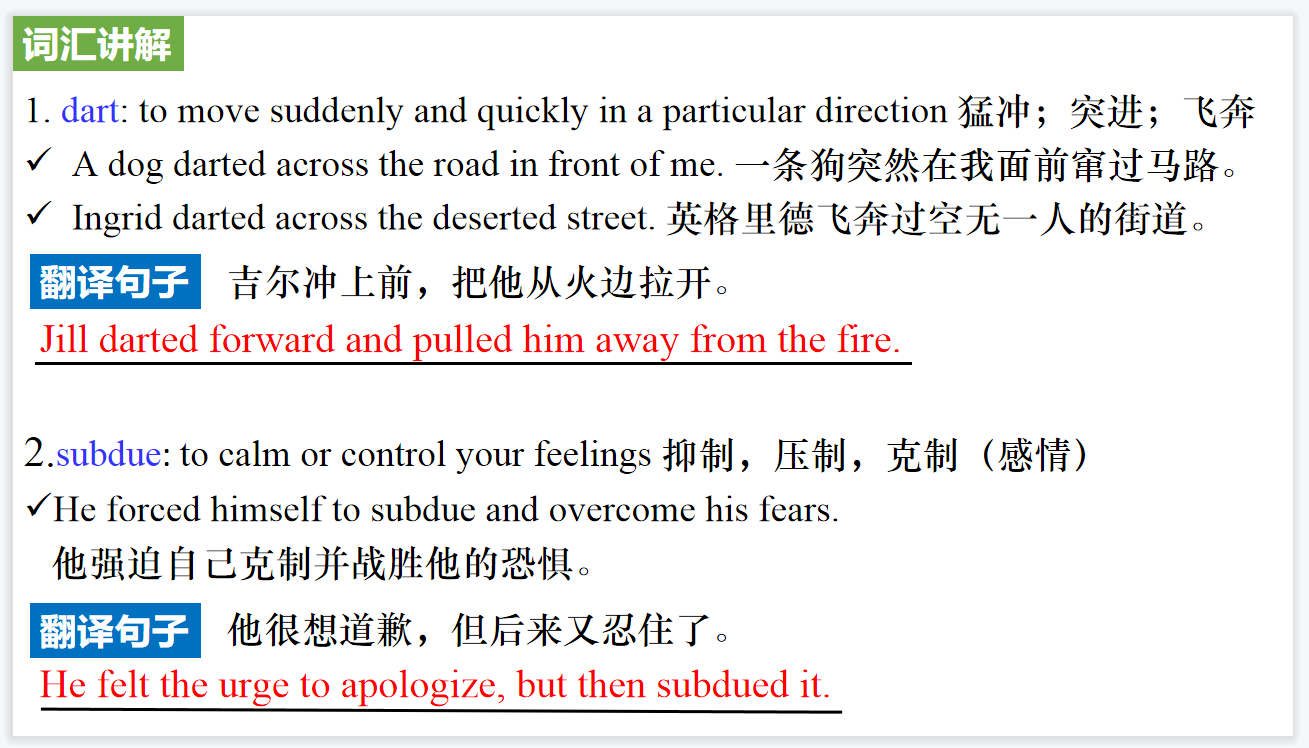 词汇讲解
1. dart: to move suddenly and quickly in a particular direction 猛冲；突进；飞奔
✓ A dog darted across the road in front of me. 一条狗突然在我面前窜过马路。
✓ Ingrid darted across the deserted street. 英格里德飞奔过空无一人的街道。
翻译句子 吉尔冲上前，把他从火边拉开。
Jill darted forward and pulled him away from the fire.
2.subdue: to calm or control your feelings 抑制，压制，克制（感情）
✓He forced himself to subdue and overcome his fears.
他强迫自己克制并战胜他的恐惧。
翻译句子 他很想道歉，但后来又忍住了。
He felt the urge to apologize, but then subdued it.